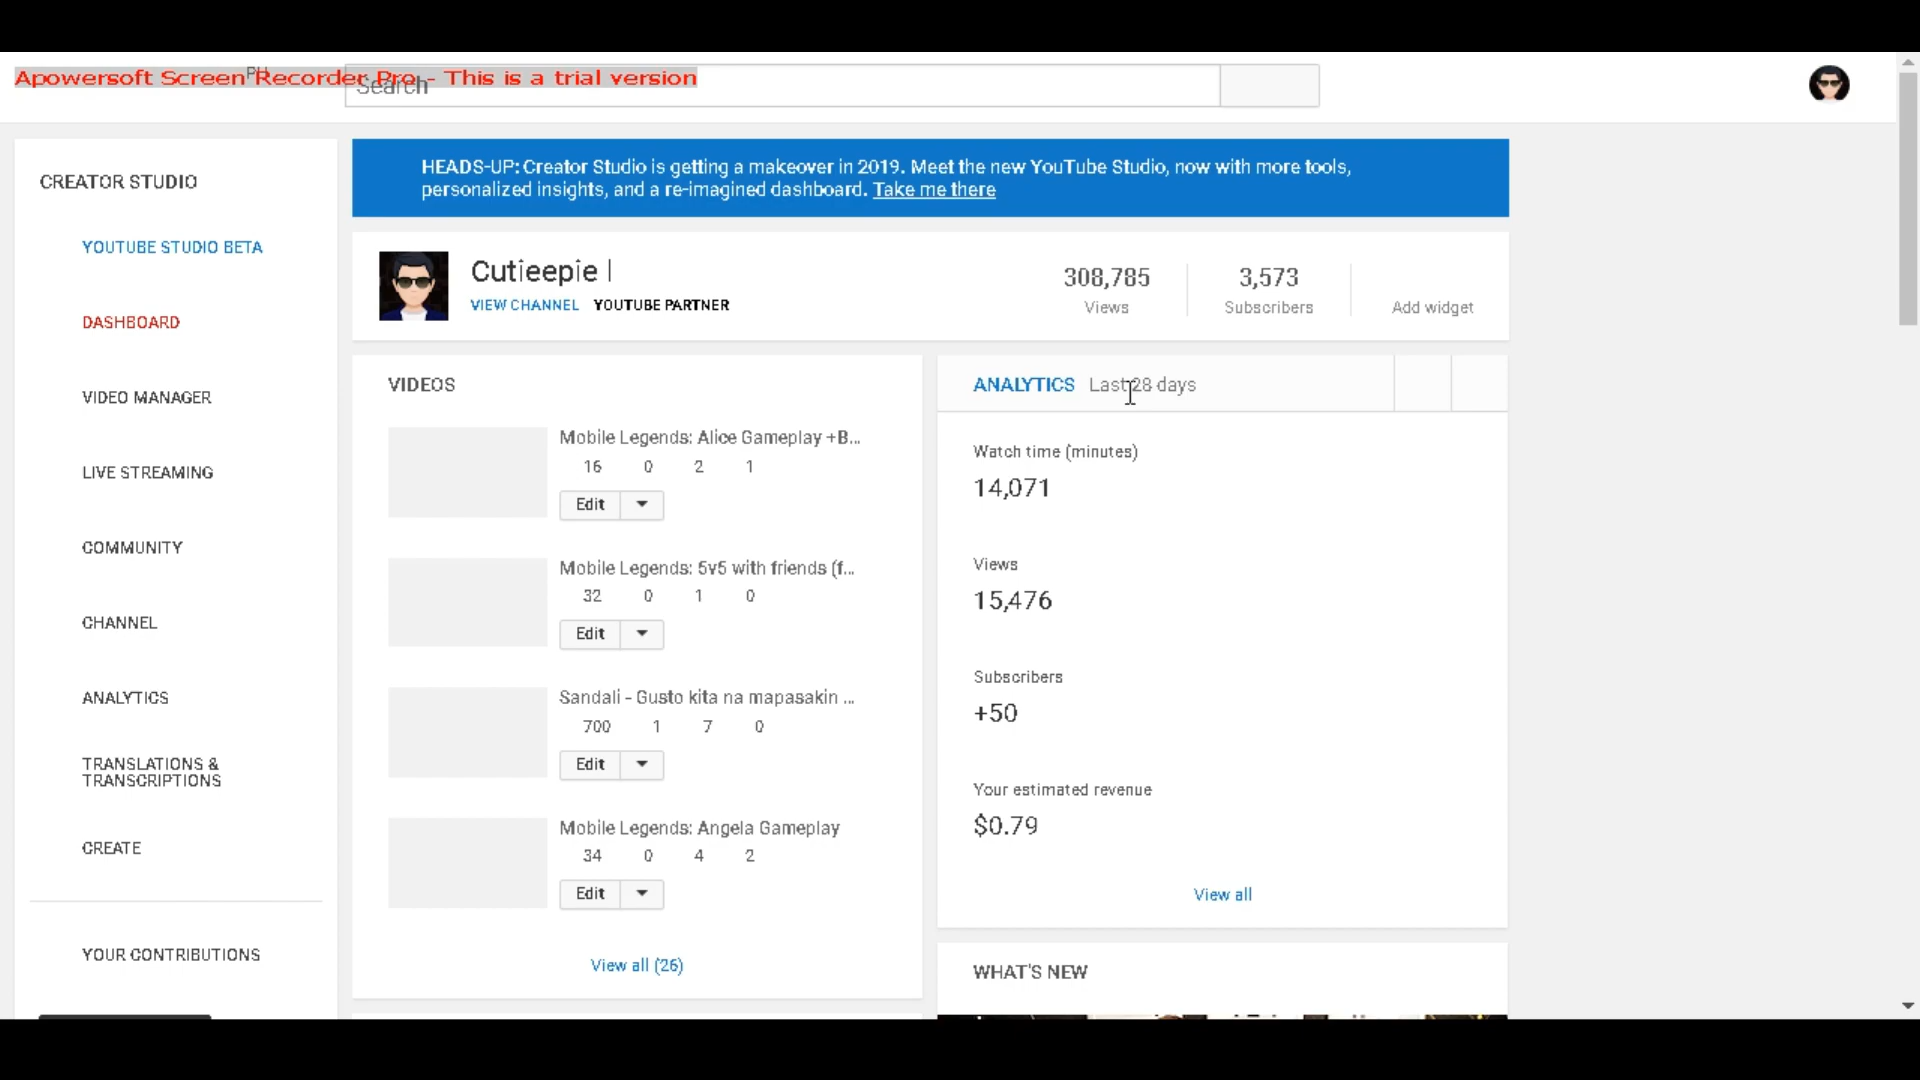 Apowersoft Screen Recorder Pro - This is a trial version
PH
Search
CREATOR STUDIO
YOUTUBE STUDIO BETA
DASHBOARD
VIDEO MANAGER
LIVE STREAMING
COMMUNITY
CHANNEL
ANALYTICS
TRANSLATIONS &
TRANSCRIPTIONS
CREATE
YOUR CONTRIBUTIONS
HEADS-UP: Creator Studio is getting a makeover in 2019. Meet the new YouTube Studio, now with more tools,
personalized insights, and a re-imagined dashboard. Take me there
Cutieepie |
VIEW CHANNEL YOUTUBE PARTNER
308,785
Views
3,573
Subscribers
Add widget
VIDEOS
Mobile Legends: Alice Gameplay +B...
16 0 2 1
Edit
Mobile Legends: 5v5 with friends (f...
32 0 1 0
Edit
Sandali - Gusto kita na mapasakin ...
700 1 7 0
Edit
Mobile Legends: Angela Gameplay
34 0 4 2
Edit
View all (26)
ANALYTICS Last 28 days
Watch time (minutes)
14,071
Views
15,476
Subscribers
+50
Your estimated revenue
$0.79
View all
WHAT'S NEW